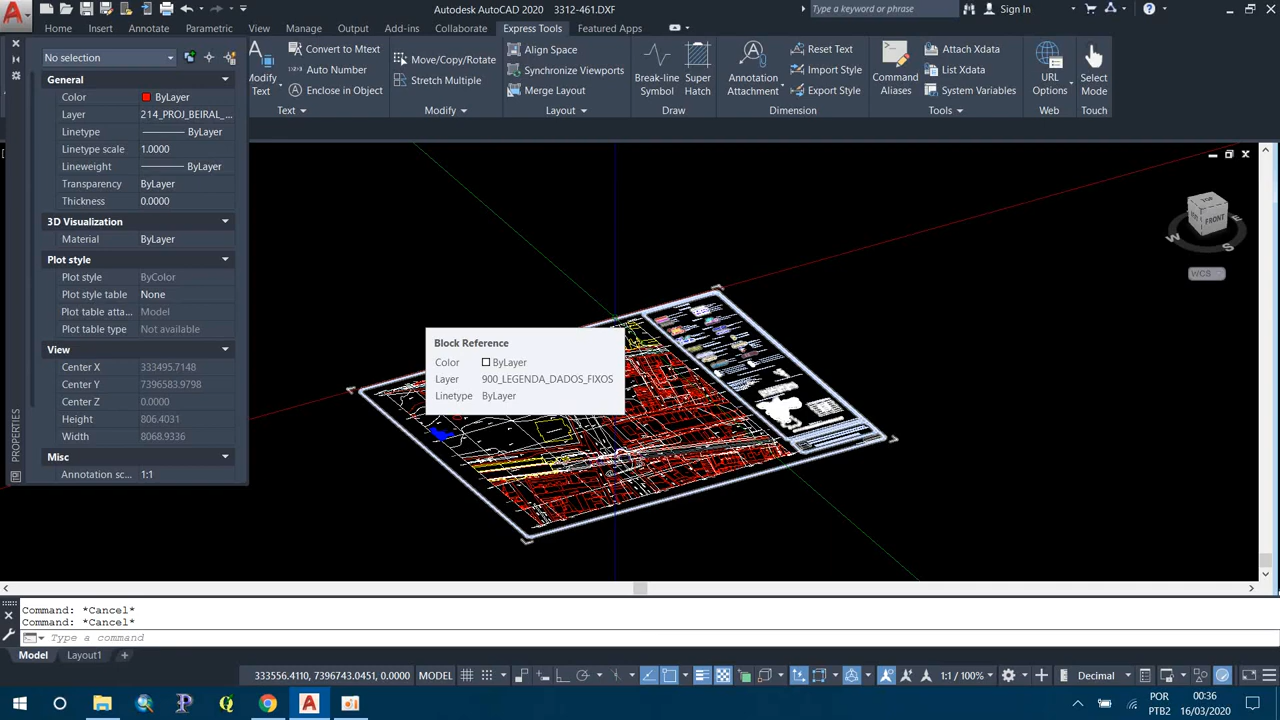 Autodesk AutoCAD 2020 3312-461.DXF
Type a keyword or phrase
Sign In
Home Insert Annotate Parametric View Manage Output Add-ins Collaborate Express Tools Featured Apps
No selection
General
Color ByLayer
Layer 214_PROJ_BEIRAL_...
Linetype ByLayer
Linetype scale 1.0000
Lineweight ByLayer
Transparency ByLayer
Thickness 0.0000
3D Visualization
Material ByLayer
Plot style
Plot style ByColor
Plot style table None
Plot table atta... Model
Plot table type Not available
View
Center X 333495.7148
Center Y 7396583.9798
Center Z 0.0000
Height 806.4031
Width 8068.9336
Misc
Annotation sc... 1:1
PROPERTIES
Modify
Text
Convert to Mtext
Auto Number
Enclose in Object
Text
Move/Copy/Rotate
Stretch Multiple
Modify
Align Space
Synchronize Viewports
Merge Layout
Layout
Break-line
Symbol
Super
Hatch
Draw
Annotation
Attachment
Reset Text
Import Style
Export Style
Dimension
Command
Aliases
Attach Xdata
List Xdata
System Variables
Tools
URL
Options
Web
Select
Mode
Touch
TOP
FRONT
W
S
E
WCS
Block Reference
Color ByLayer
Layer 900_LEGENDA_DADOS_FIXOS
Linetype ByLayer
Command: *Cancel*
Command: *Cancel*
Type a command
Model Layout1
333556.4110, 7396743.0451, 0.0000 MODEL
1:1 / 100%
Decimal
POR
PTB2
00:36
16/03/2020